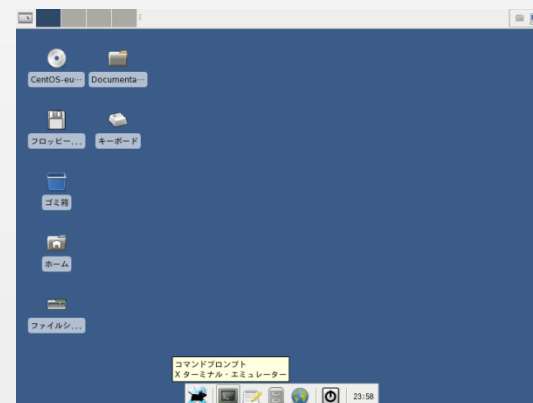 CentOS-eu…
Documenta…
フロッピー...
キーボード
ゴミ箱
ホーム
ファイルシ...
コマンドプロンプト
X ターミナル・エミュレーター
23:58